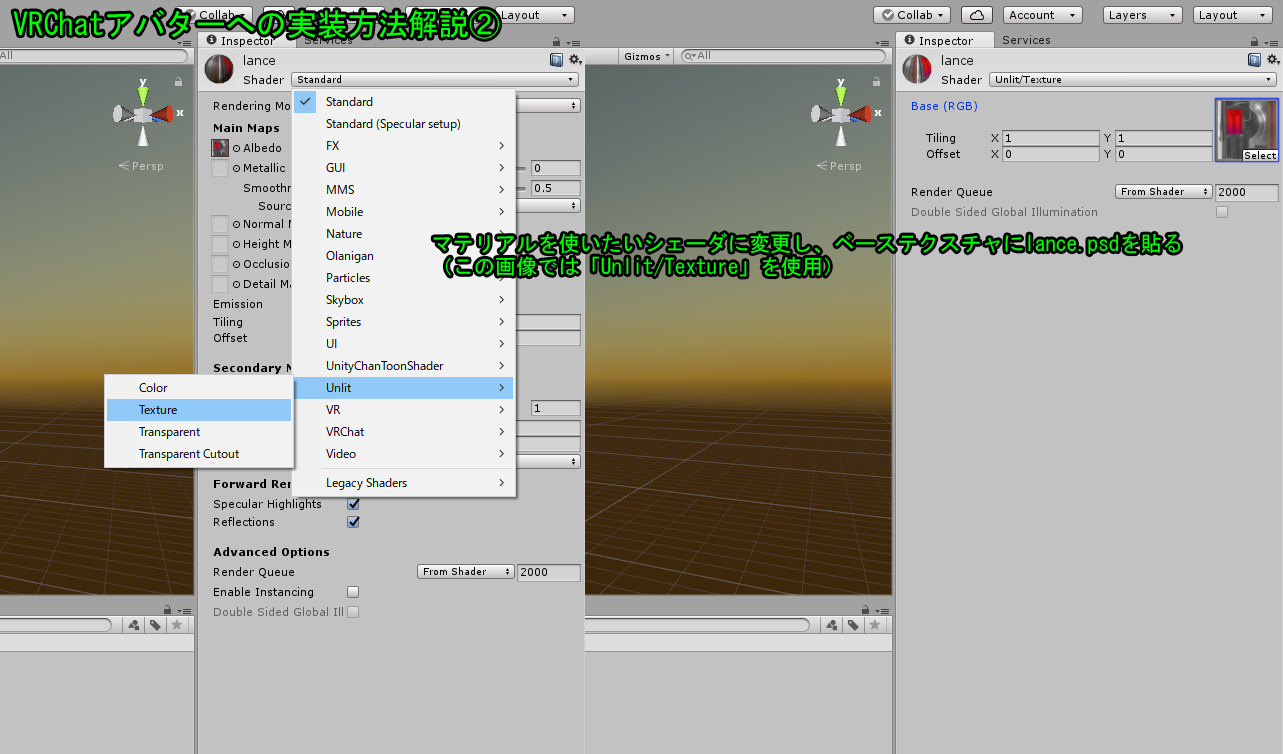 VRChatアバターへの実装方法解説②
Collab
Layout
All
Inspector
Services
lance
Shader
Standard
Rendering Mo
Main Maps
Albedo
Metallic
0
Smoothn
0.5
Sourc
Normal M
Height M
Occlusio
Detail Ma
Emission
Tiling
Offset
Secondary M
1
Forward Ren
Specular Highlights
Reflections
Advanced Options
Render Queue
From Shader
2000
Enable Instancing
Double Sided Global Ill
Standard
Standard (Specular setup)
FX
GUI
MMS
Mobile
Nature
Olanigan
Particles
Skybox
Sprites
UI
UnityChanToonShader
Unlit
VR
VRChat
Video
Legacy Shaders
Color
Texture
Transparent
Transparent Cutout
y
x
Persp
マテリアルを使いたいシェーダに変更し、ベーステクスチャにlance.psdを貼る
（この画像では「Unlit/Texture」を使用）
Collab
Account
Layers
Layout
Gizmos
All
y
x
Persp
Inspector
Services
lance
Shader
Unlit/Texture
Base (RGB)
Tiling
X 1
Y 1
Offset
X 0
Y 0
Select
Render Queue
From Shader
2000
Double Sided Global Illumination